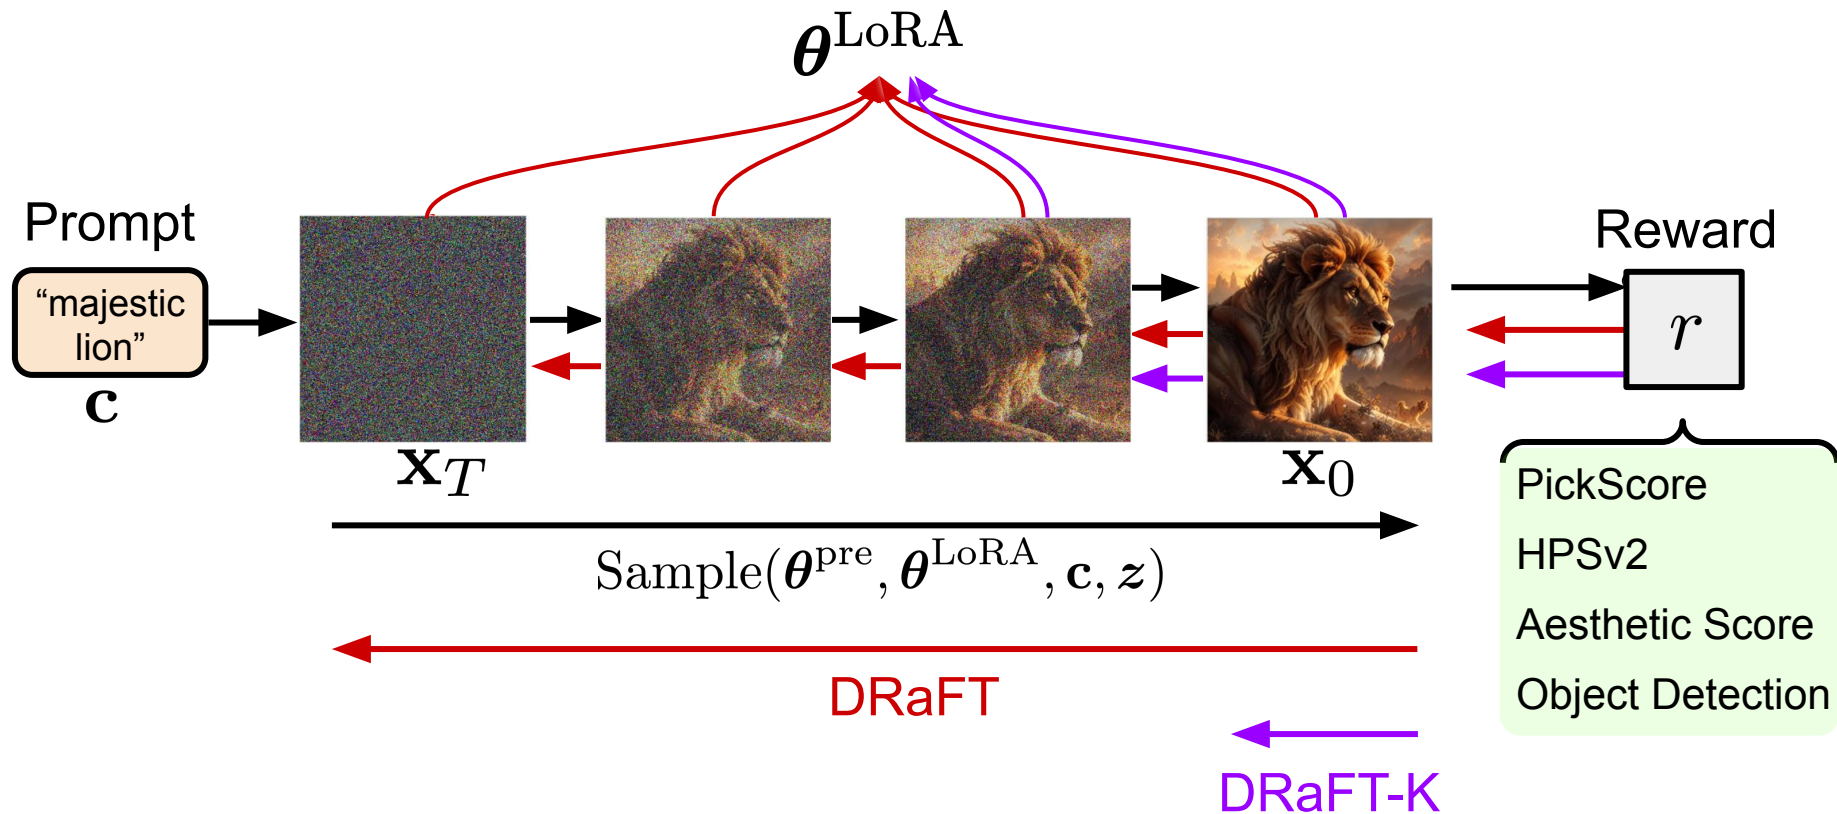 θ^LoRA
Prompt
“majestic
lion”
c
x_T
x_0
Reward
r
Sample(θ^pre, θ^LoRA, c, z)
DRaFT
DRaFT-K
PickScore
HPSv2
Aesthetic Score
Object Detection